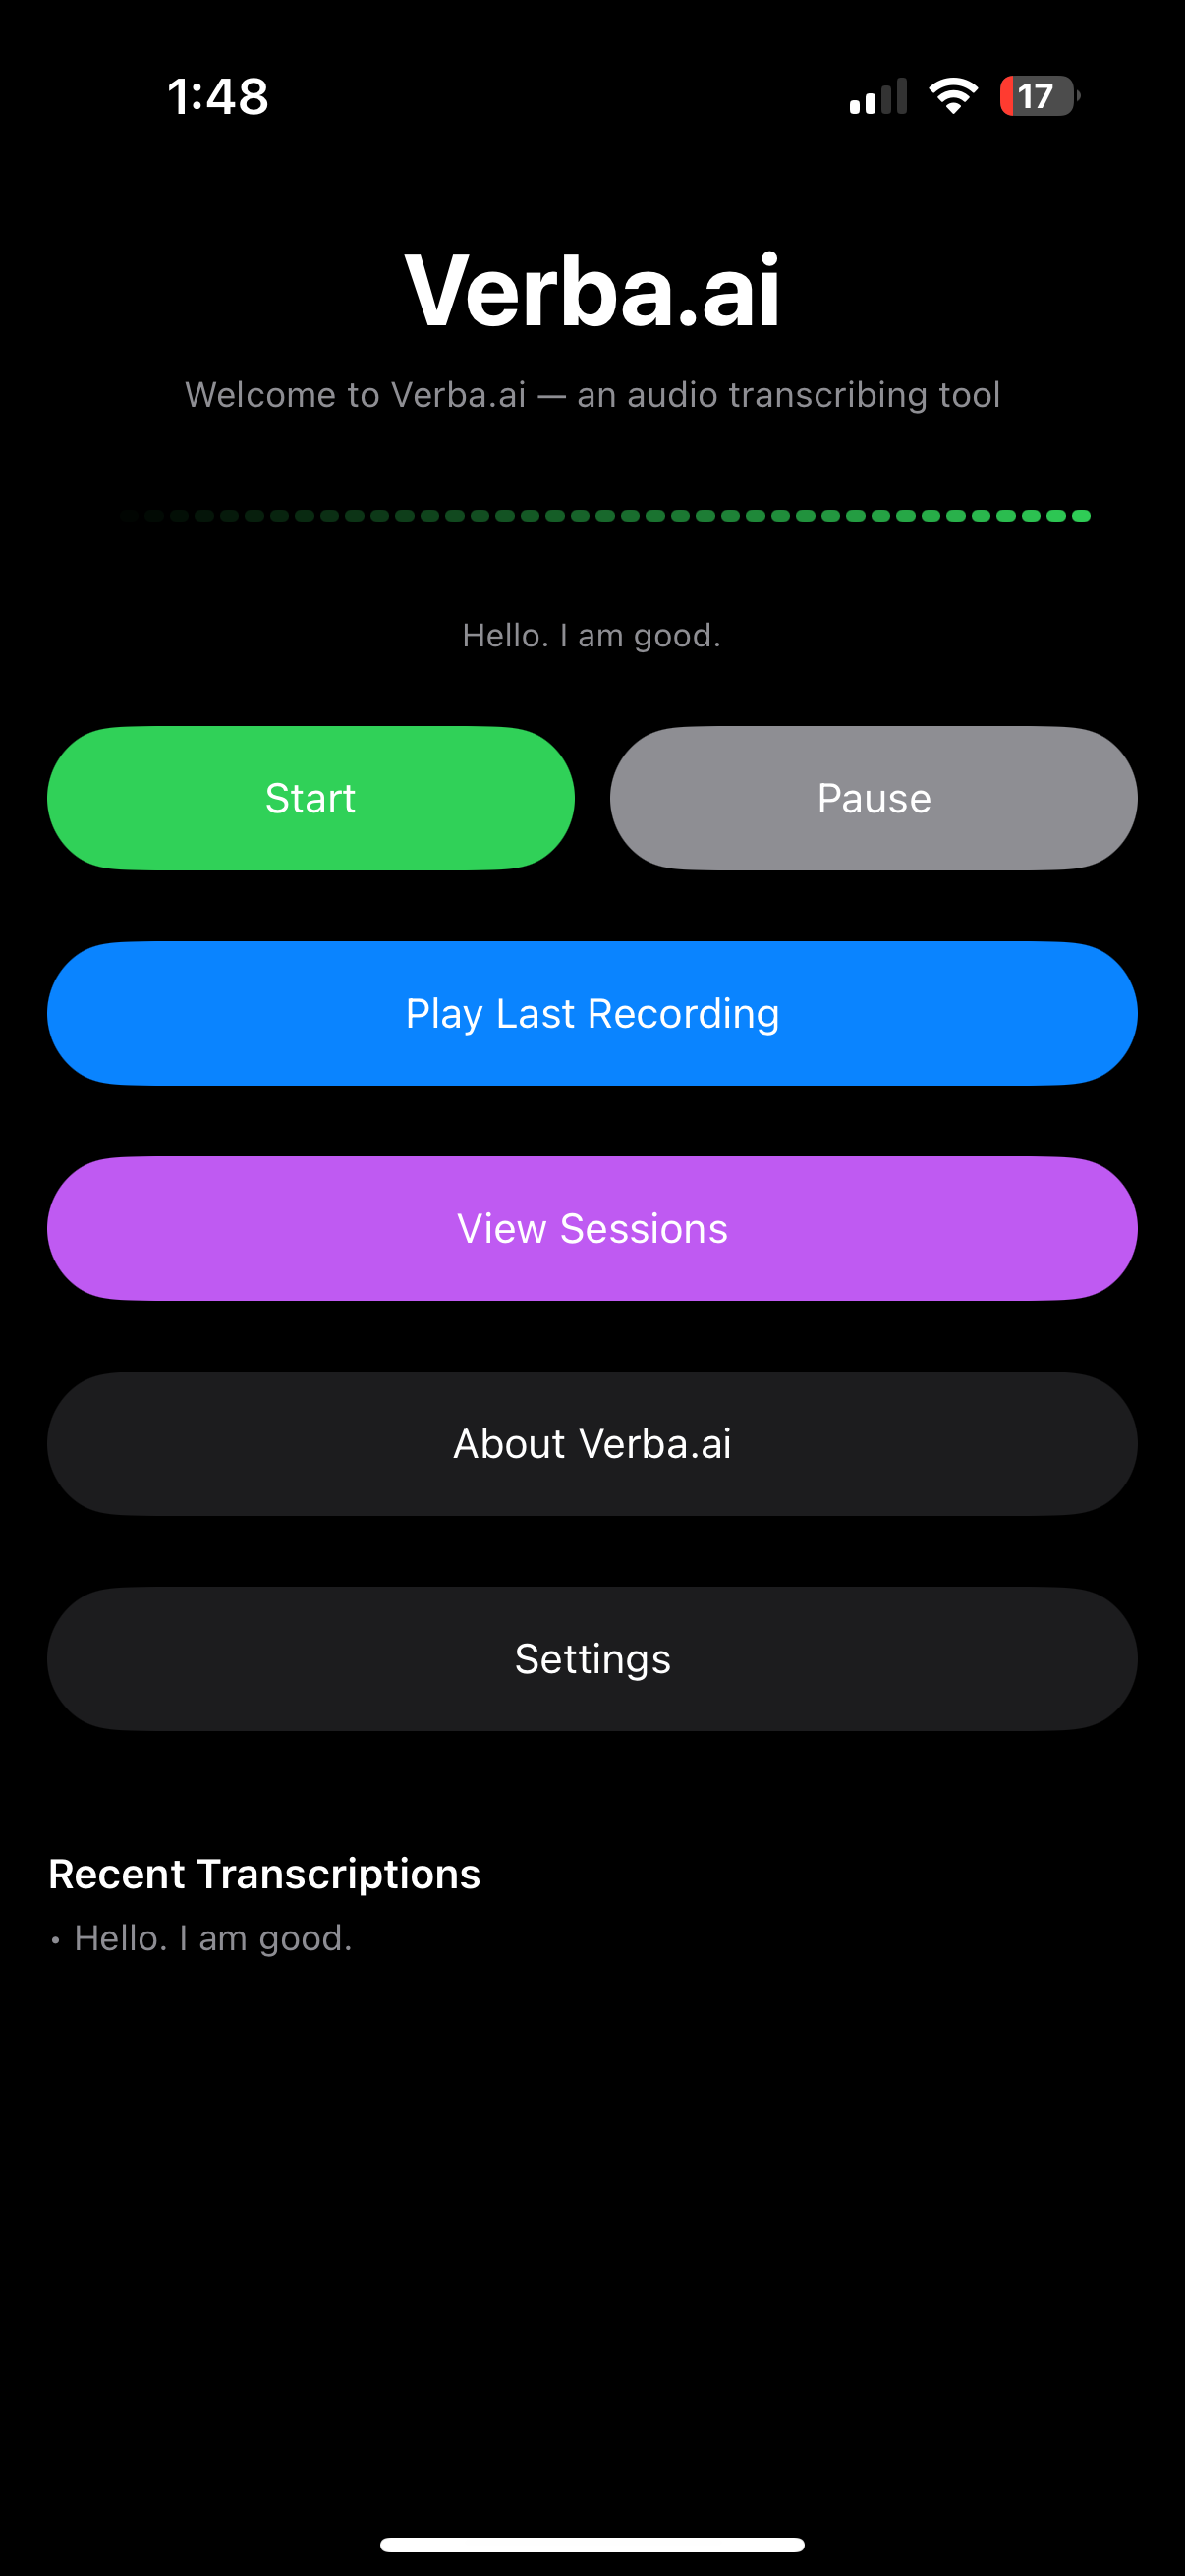 1:48
17
Verba.ai
Welcome to Verba.ai — an audio transcribing tool
Hello. I am good.
Start
Pause
Play Last Recording
View Sessions
About Verba.ai
Settings
Recent Transcriptions
• Hello. I am good.